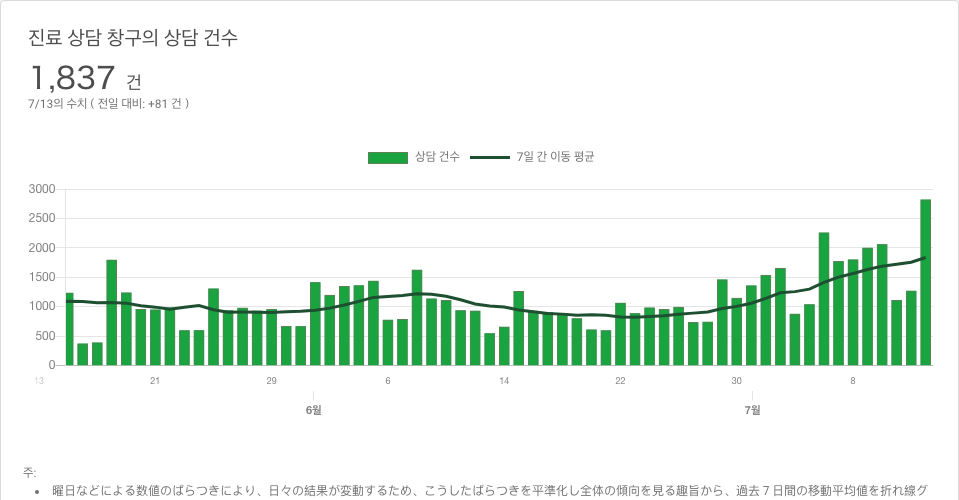 진료 상담 창구의 상담 건수
1,837 건
7/13의 수치 ( 전일 대비: +81 건 )
상담 건수 7일 간 이동 평균
3000
2500
2000
1500
1000
500
0
13 21 29 6 14 22 30 8
6월 7월
주:
• 曜日などによる数値のばらつきにより、日々の結果が変動するため、こうしたばらつきを平準化し全体の傾向を見る趣旨から、過去７日間の移動平均値を折れ線グ